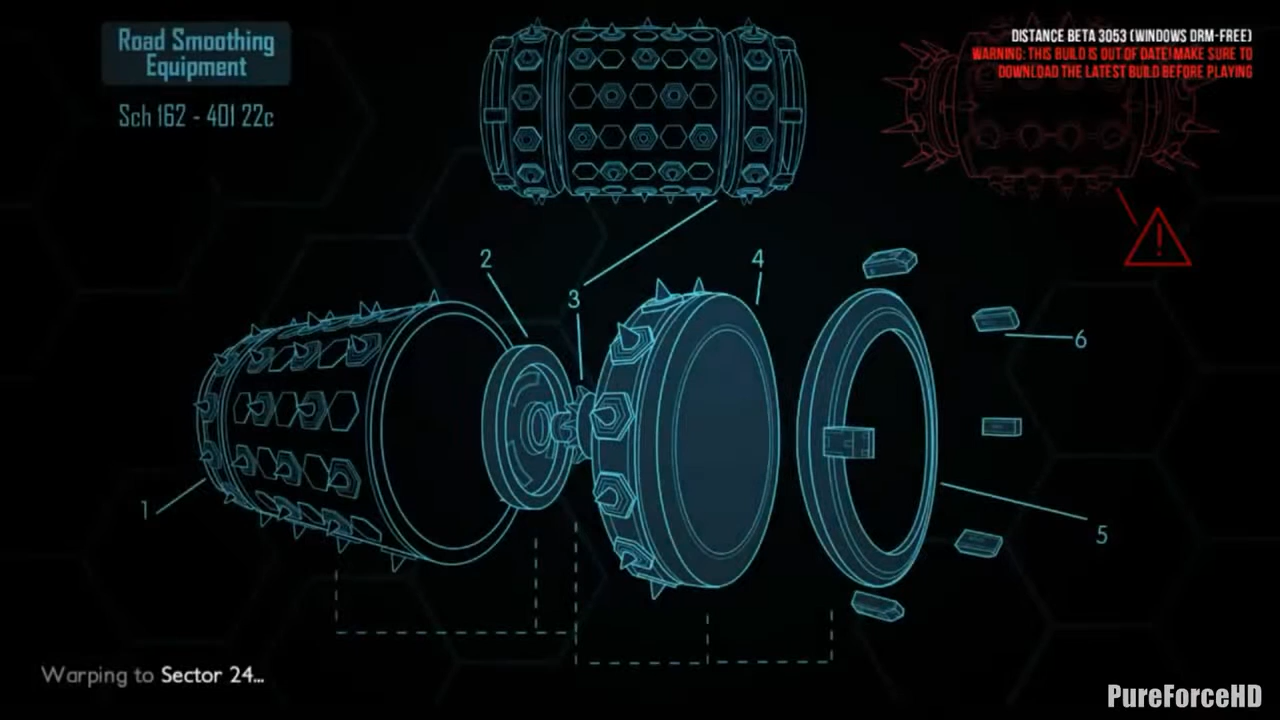 Road Smoothing
Equipment
Sch 162 - 401 22c
DISTANCE BETA 3053 (WINDOWS DRM-FREE)
WARNING: THIS BUILD IS OUT OF DATE! MAKE SURE TO
DOWNLOAD THE LATEST BUILD BEFORE PLAYING
!
2
3
4
6
1
5
Warping to Sector 24...
PureForceHD